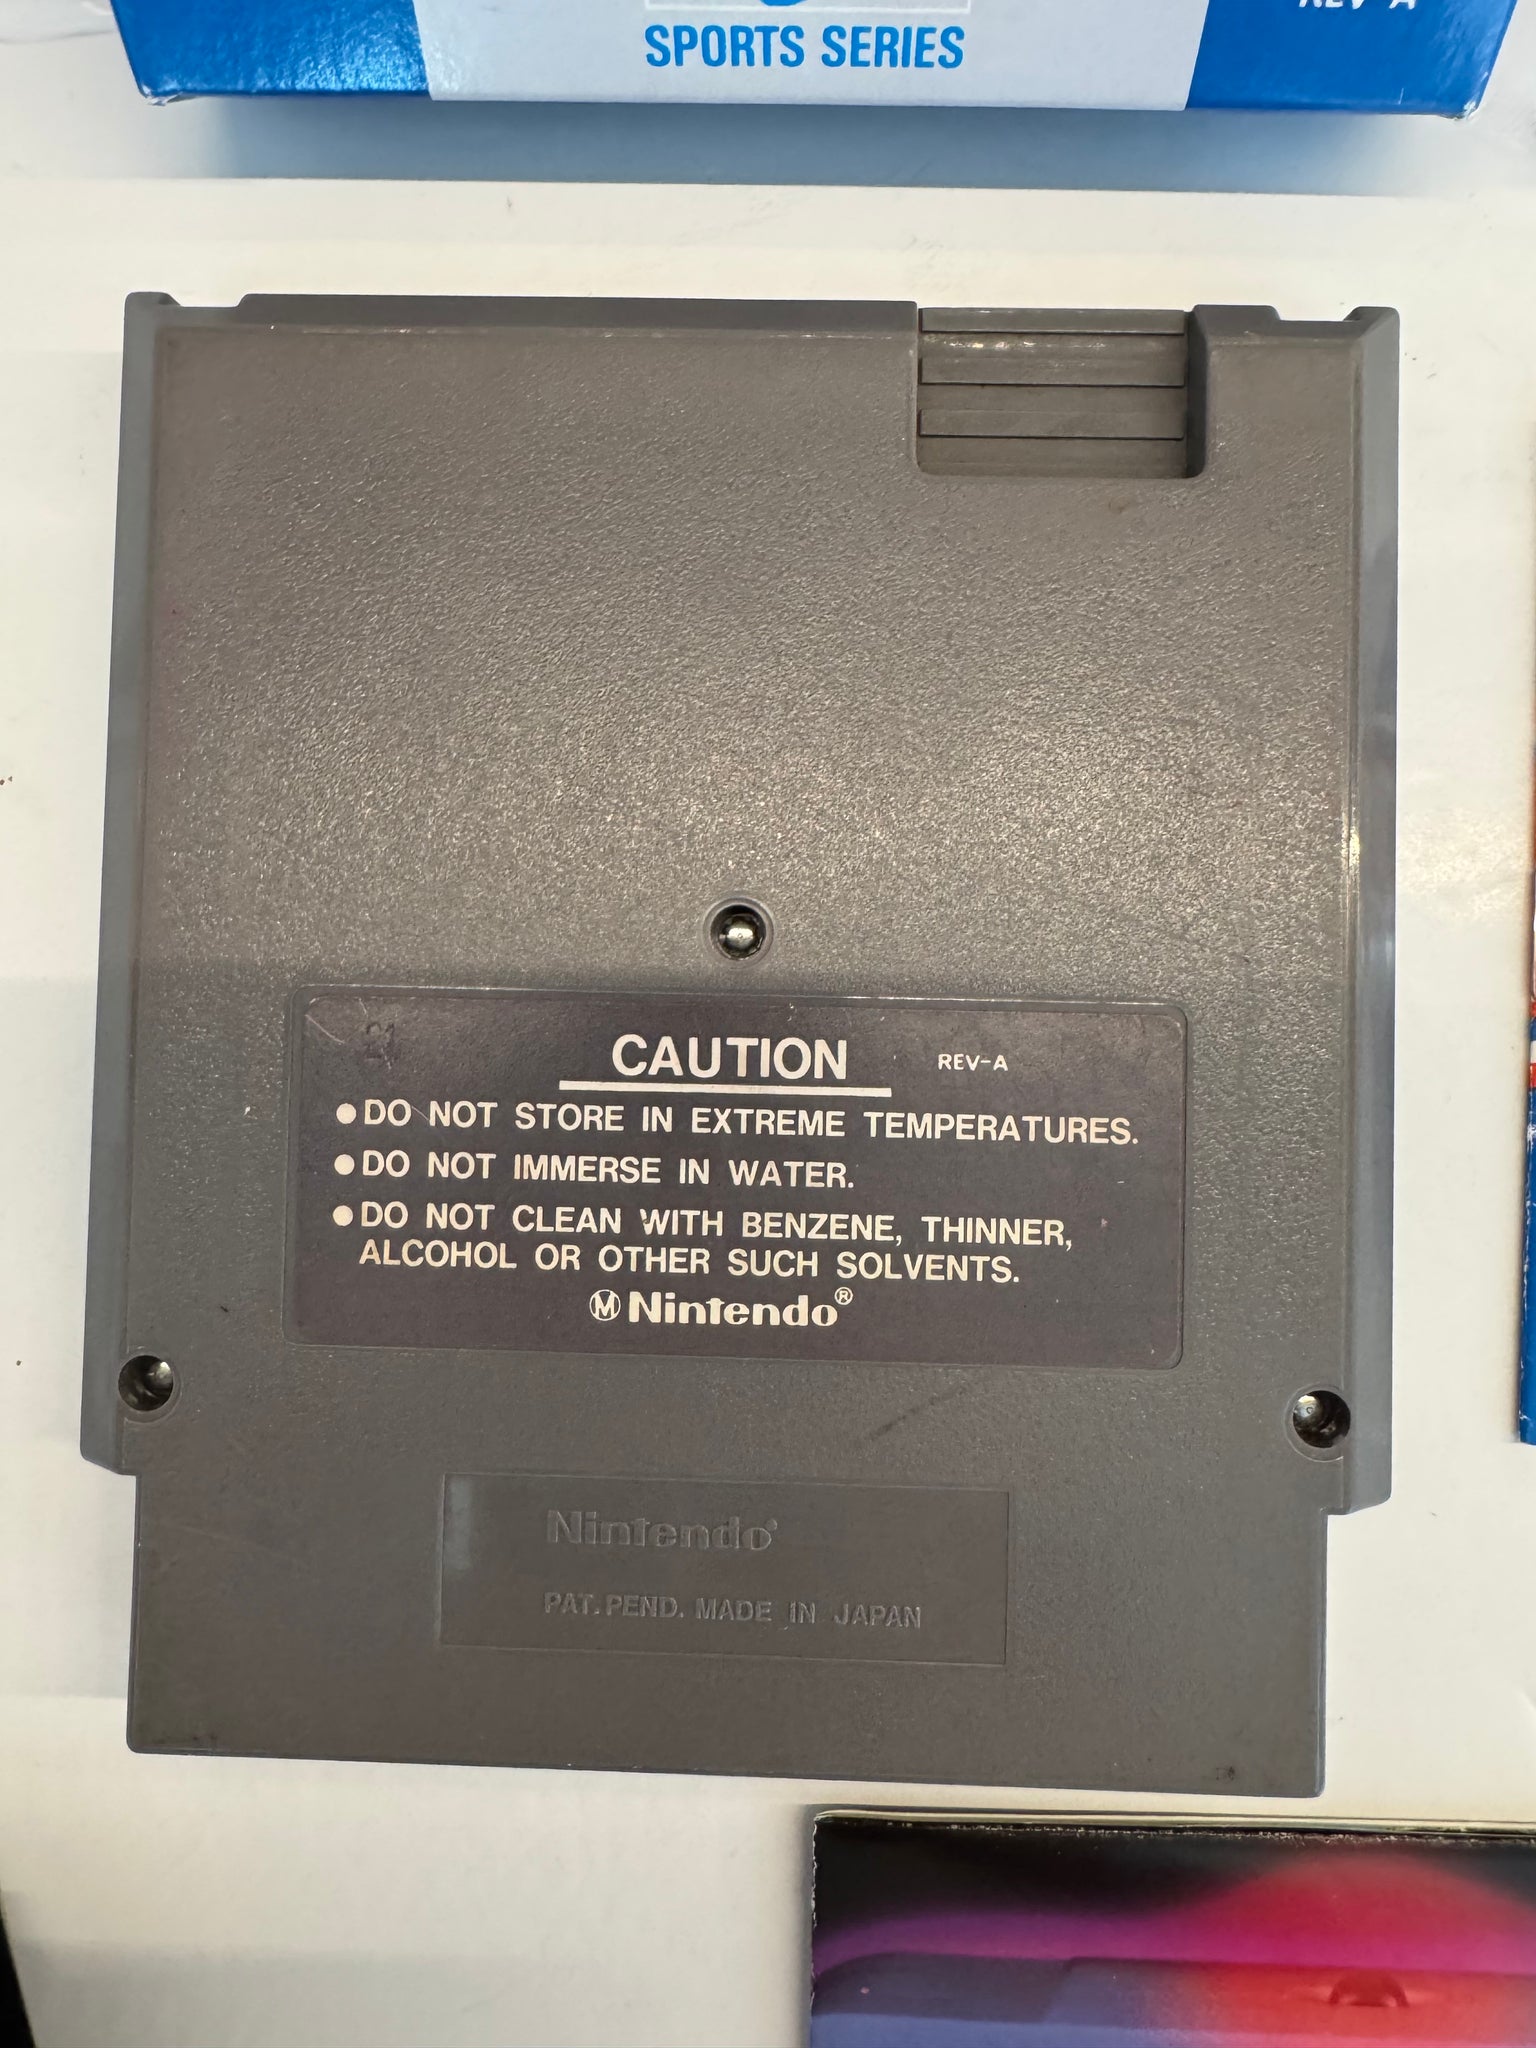 REV-A
SPORTS SERIES
CAUTION REV-A
●DO NOT STORE IN EXTREME TEMPERATURES.
●DO NOT IMMERSE IN WATER.
●DO NOT CLEAN WITH BENZENE, THINNER,
ALCOHOL OR OTHER SUCH SOLVENTS.
Ⓜ Nintendo®
Nintendo®
PAT. PEND. MADE IN JAPAN